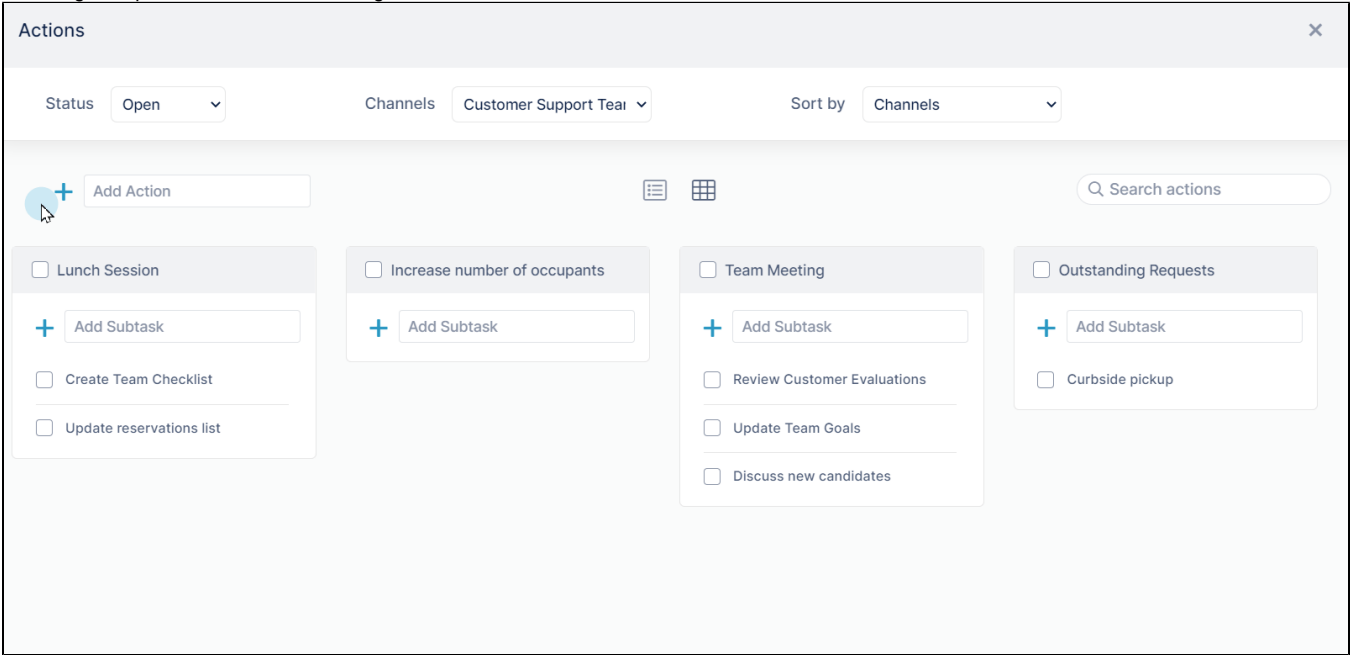 Actions
Status Open Channels Customer Support Tear Sort by Channels
Add Action Search actions
Lunch Session Increase number of occupants Team Meeting Outstanding Requests
Add Subtask Add Subtask Add Subtask Add Subtask
Create Team Checklist Review Customer Evaluations Curbside pickup
Update reservations list Update Team Goals
Discuss new candidates